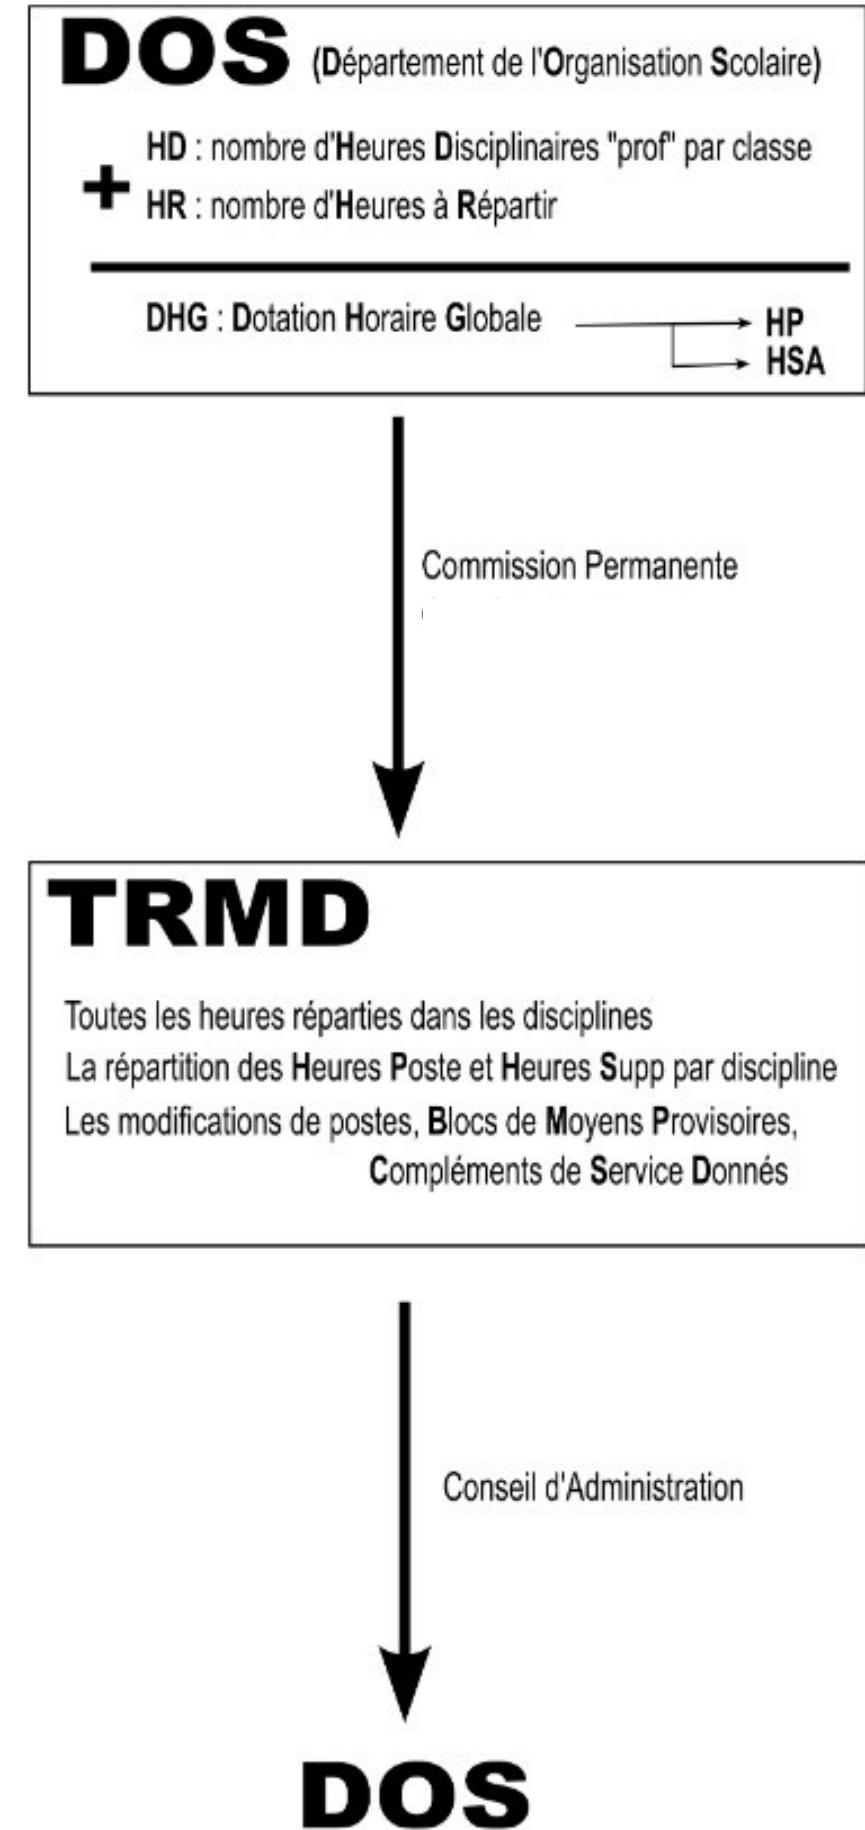 DOS (Département de l'Organisation Scolaire)
HD : nombre d'Heures Disciplinaires "prof" par classe
+ HR : nombre d'Heures à Répartir
DHG : Dotation Horaire Globale HP
HSA
Commission Permanente
TRMD
Toutes les heures réparties dans les disciplines
La répartition des Heures Poste et Heures Supp par discipline
Les modifications de postes, Blocs de Moyens Provisoires,
Compléments de Service Donnés
Conseil d'Administration
DOS